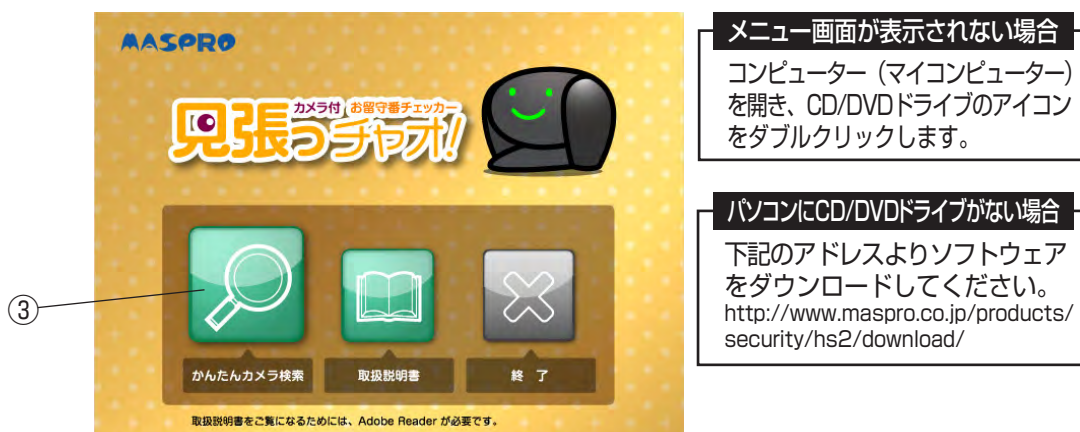 MASPRO
カメラ付 お留守番チェッカー
見張っチャオ!
③
かんたんカメラ検索
取扱説明書
終 了
取扱説明書をご覧になるためには、Adobe Reader が必要です。
メニュー画面が表示されない場合
コンピューター（マイコンピューター）
を開き、CD/DVDドライブのアイコン
をダブルクリックします。
パソコンにCD/DVDドライブがない場合
下記のアドレスよりソフトウェア
をダウンロードしてください。
http://www.maspro.co.jp/products/
security/hs2/download/